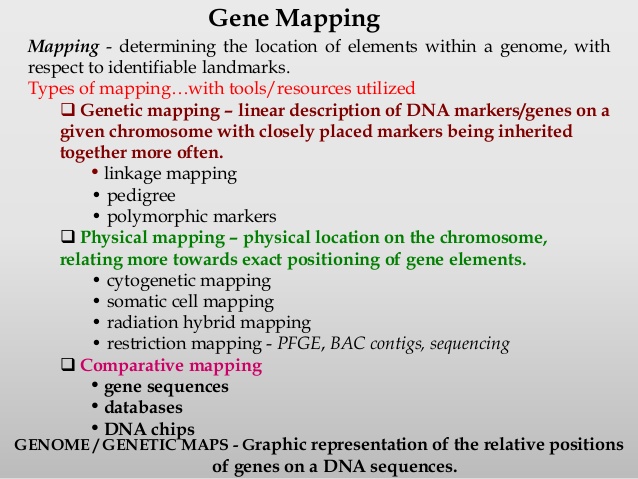 Gene Mapping
Mapping - determining the location of elements within a genome, with
respect to identifiable landmarks.
Types of mapping…with tools/resources utilized
❑ Genetic mapping – linear description of DNA markers/genes on a
given chromosome with closely placed markers being inherited
together more often.
• linkage mapping
• pedigree
• polymorphic markers
❑ Physical mapping – physical location on the chromosome,
relating more towards exact positioning of gene elements.
• cytogenetic mapping
• somatic cell mapping
• radiation hybrid mapping
• restriction mapping - PFGE, BAC contigs, sequencing
❑ Comparative mapping
• gene sequences
• databases
• DNA chips
GENOME / GENETIC MAPS - Graphic representation of the relative positions
of genes on a DNA sequences.